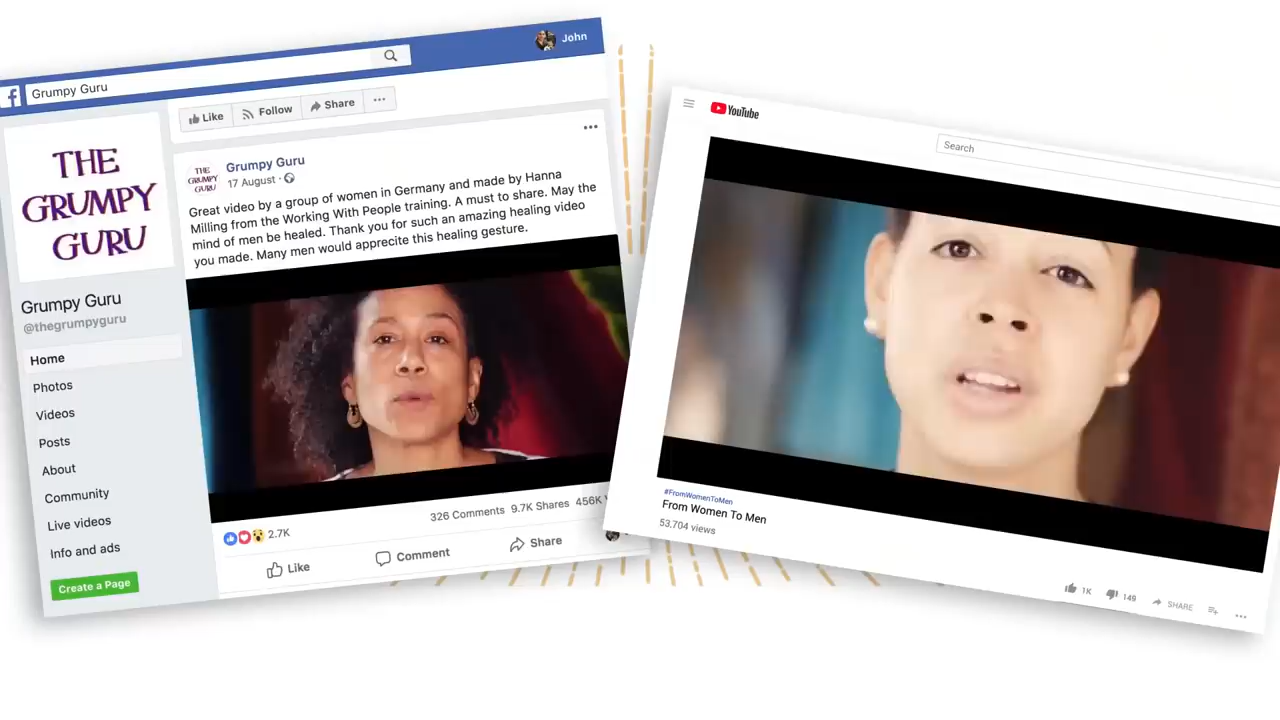 f
Grumpy Guru
John
THE
GRUMPY
GURU
Grumpy Guru
@thegrumpyguru
Home
Photos
Videos
Posts
About
Community
Live videos
Info and ads
Create a Page
Like
Follow
Share
THE
GRUMPY
GURU
Grumpy Guru
17 August
Great video by a group of women in Germany and made by Hanna
Milling from the Working With People training. A must to share. May the
mind of men be healed. Thank you for such an amazing healing video
you made. Many men would apprecite this healing gesture.
2.7K
326 Comments 9.7K Shares 456K
Like
Comment
Share
YouTube
Search
#FromWomenToMen
From Women To Men
53.704 views
1K
149
SHARE